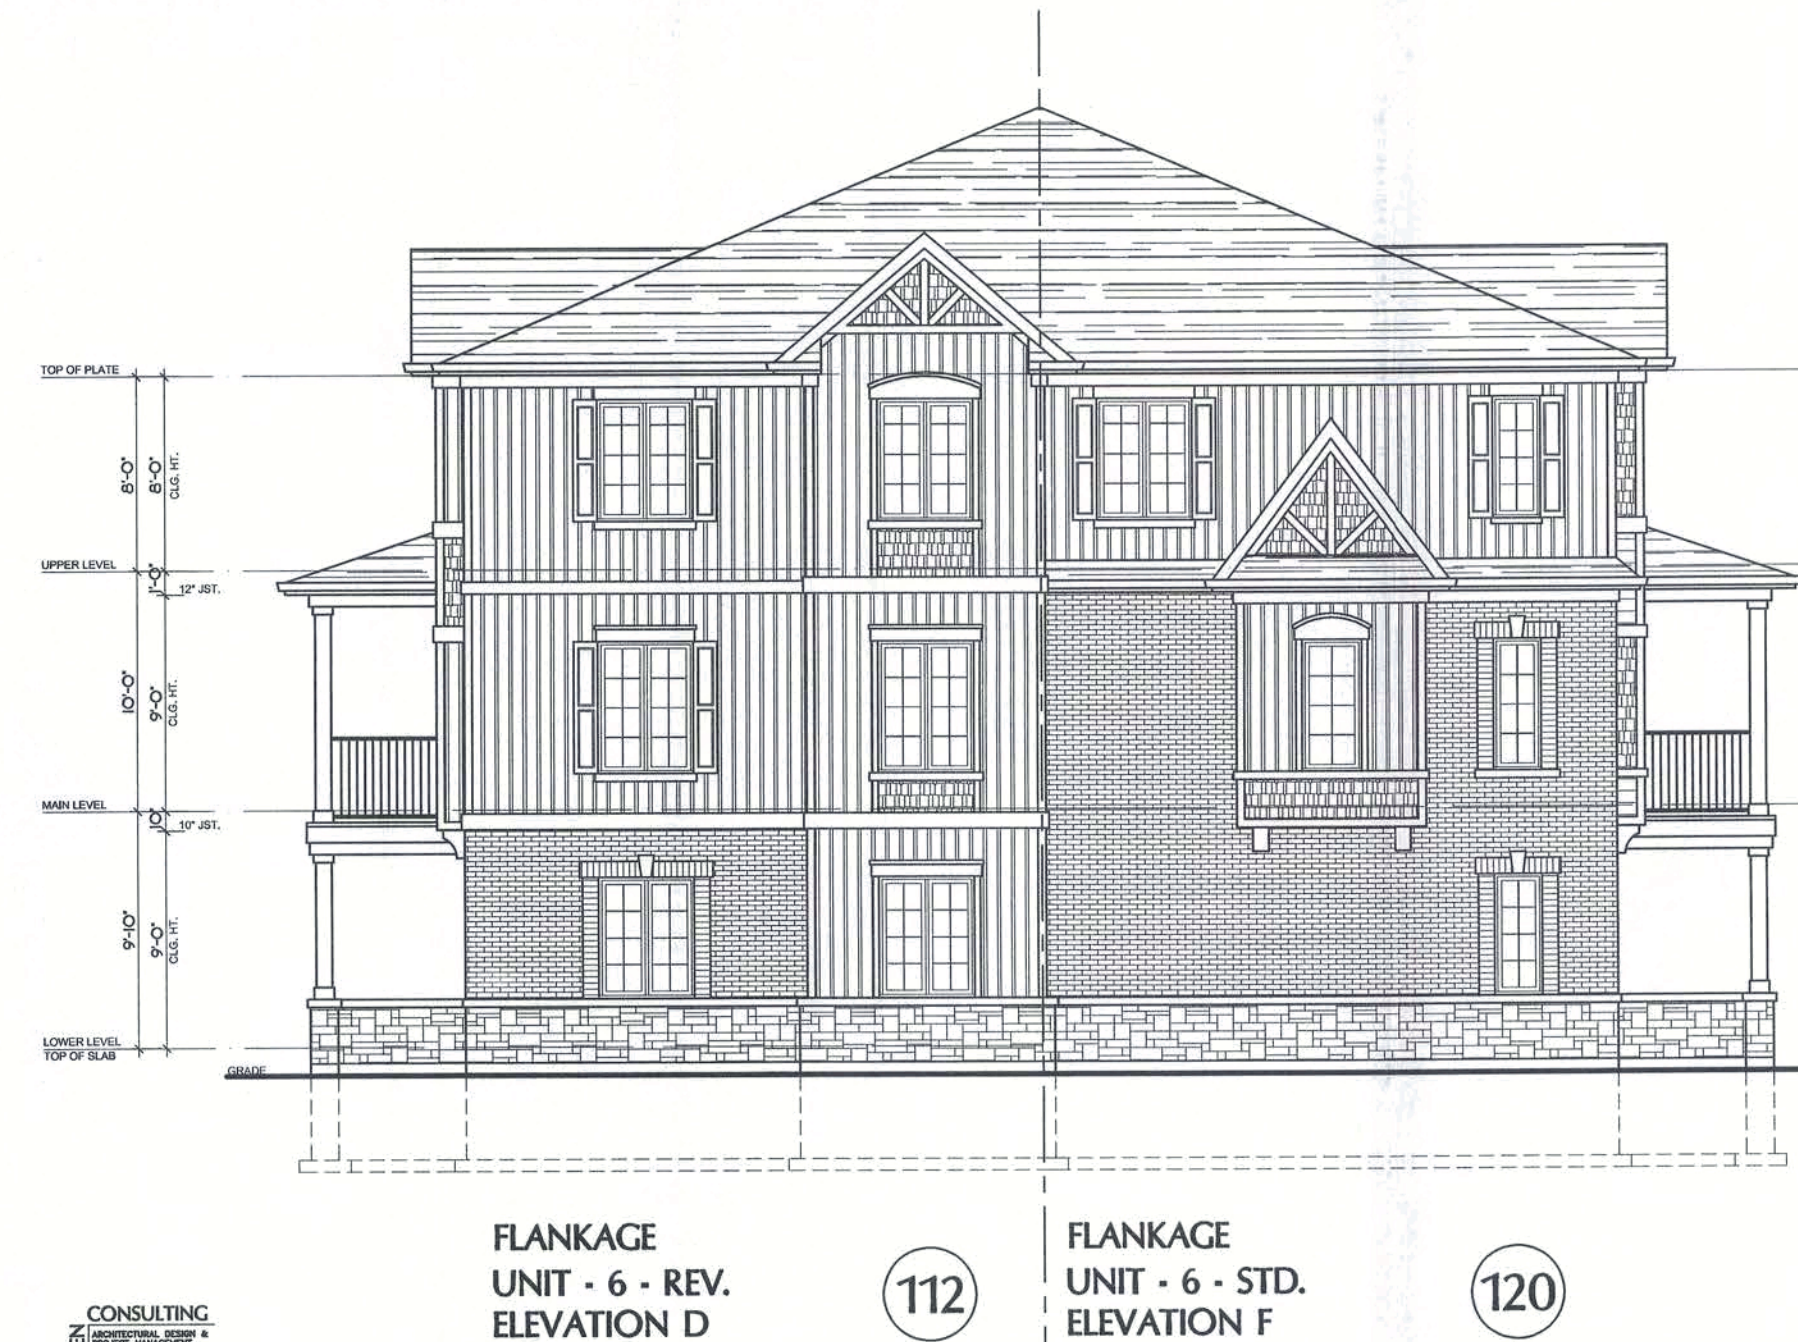 TOP OF PLATE
8'-0"
8'-0"
CLG. HT.
UPPER LEVEL
1'-0"
12" JST.
10'-0"
9'-0"
CLG. HT.
MAIN LEVEL
10"
10" JST.
9'-10"
9'-0"
CLG. HT.
LOWER LEVEL
TOP OF SLAB
GRADE
FLANKAGE
UNIT - 6 - REV.
ELEVATION D
112
FLANKAGE
UNIT - 6 - STD.
ELEVATION F
120
CONSULTING
ARCHITECTURAL DESIGN &
PROJECT MANAGEMENT